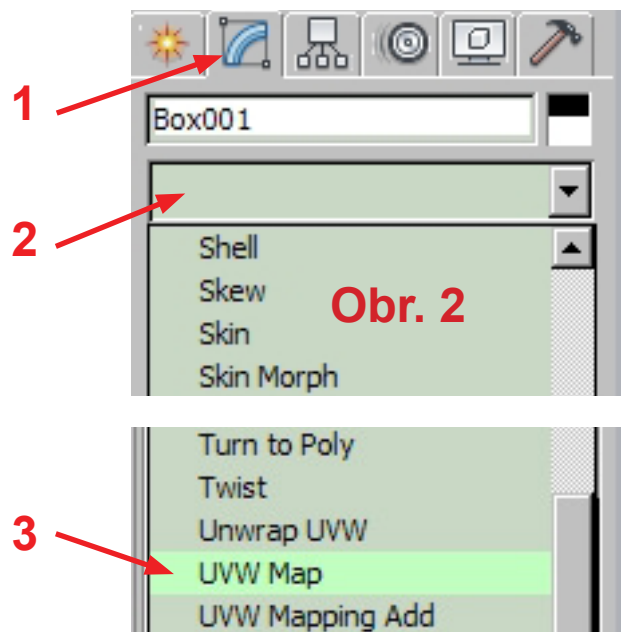 1
Box001
2
Shell
Skew
Obr. 2
Skin
Skin Morph
Turn to Poly
Twist
3
Unwrap UVW
UVW Map
UVW Mapping Add